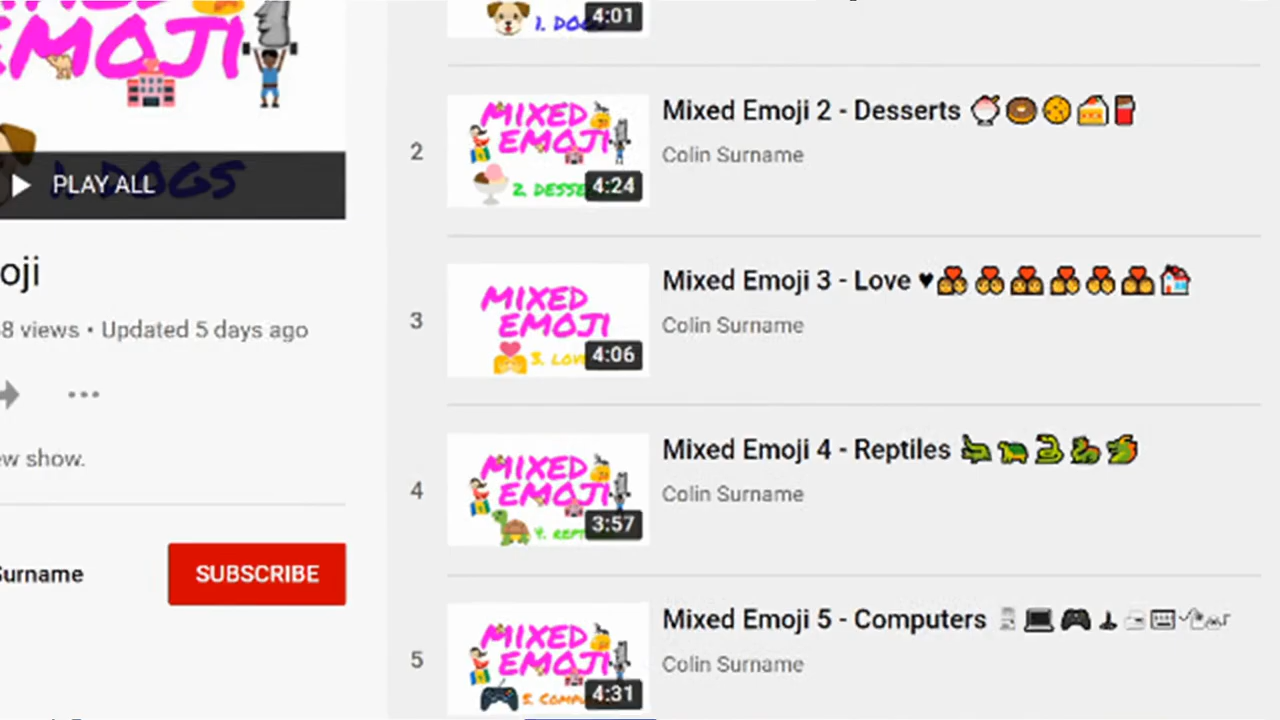 EMOJI
1. DOGS
PLAY ALL
oji
8 views • Updated 5 days ago
ew show.
Surname
SUBSCRIBE
1. DOGS
4:01
2
MIXED
EMOJI
2. DESSE
4:24
Mixed Emoji 2 - Desserts 🍧🍩🍪🍰🍫
Colin Surname
3
MIXED
EMOJI
3. LOV
4:06
Mixed Emoji 3 - Love ♥
Colin Surname
4
MIXED
EMOJI
4. REPT
3:57
Mixed Emoji 4 - Reptiles 🐊🐢🐍🐉🐲
Colin Surname
5
MIXED
EMOJI
5. COMPU
4:31
Mixed Emoji 5 - Computers
Colin Surname